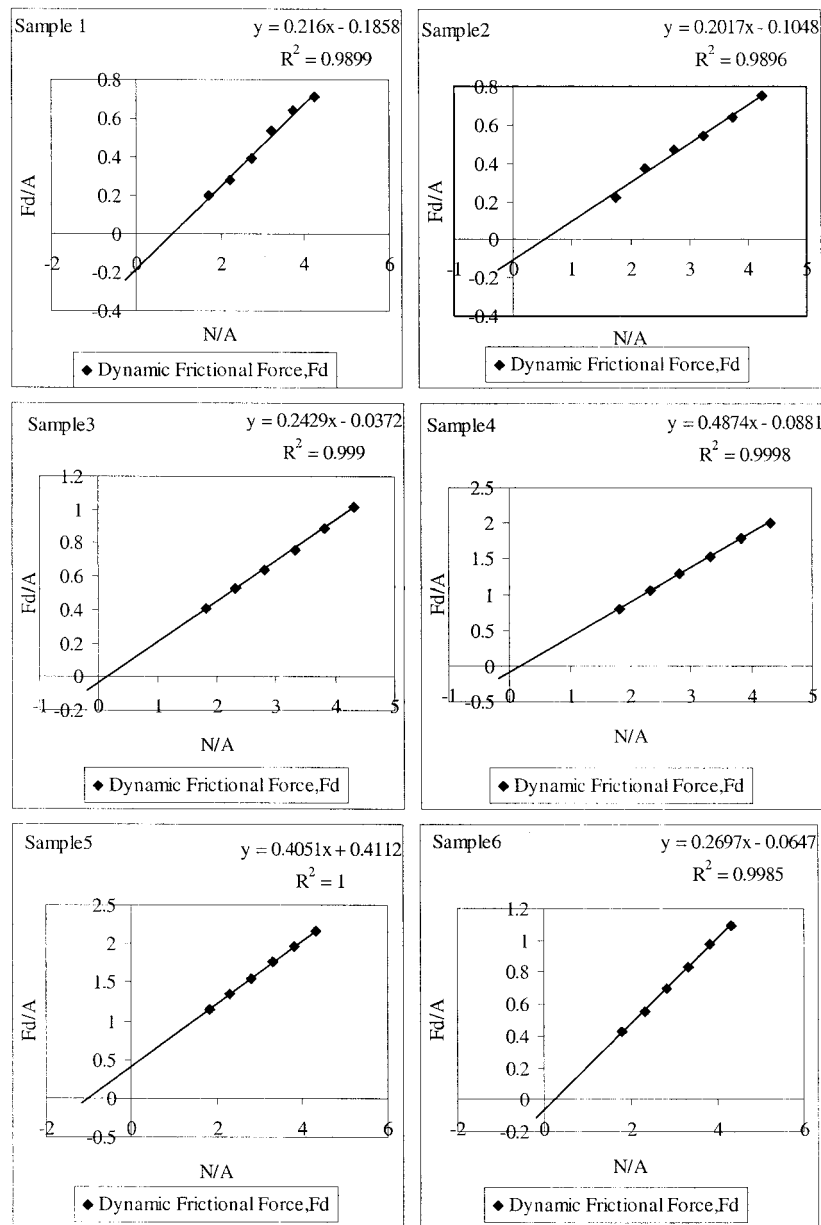 Sample 1
y = 0.216x - 0.1858
R² = 0.9899
0.8
0.6
0.4
0.2
0
-0.2
-0.4
-2 0 2 4 6
Fd/A
N/A
◆ Dynamic Frictional Force,Fd
Sample2
y = 0.2017x - 0.1048
R² = 0.9896
0.8
0.6
0.4
0.2
0
-0.2
-0.4
-1 0 1 2 3 4 5
Fd/A
N/A
◆ Dynamic Frictional Force,Fd
Sample3
y = 0.2429x - 0.0372
R² = 0.999
1.2
1
0.8
0.6
0.4
0.2
0
-0.2
-1 0 1 2 3 4 5
Fd/A
N/A
◆ Dynamic Frictional Force,Fd
Sample4
y = 0.4874x - 0.0881
R² = 0.9998
2.5
2
1.5
1
0.5
0
-0.5
-1 0 1 2 3 4 5
Fd/A
N/A
◆ Dynamic Frictional Force,Fd
Sample5
y = 0.4051x + 0.4112
R² = 1
2.5
2
1.5
1
0.5
0
-0.5
-2 0 2 4 6
Fd/A
N/A
◆ Dynamic Frictional Force,Fd
Sample6
y = 0.2697x - 0.0647
R² = 0.9985
1.2
1
0.8
0.6
0.4
0.2
0
-0.2
-2 0 2 4 6
Fd/A
N/A
◆ Dynamic Frictional Force,Fd